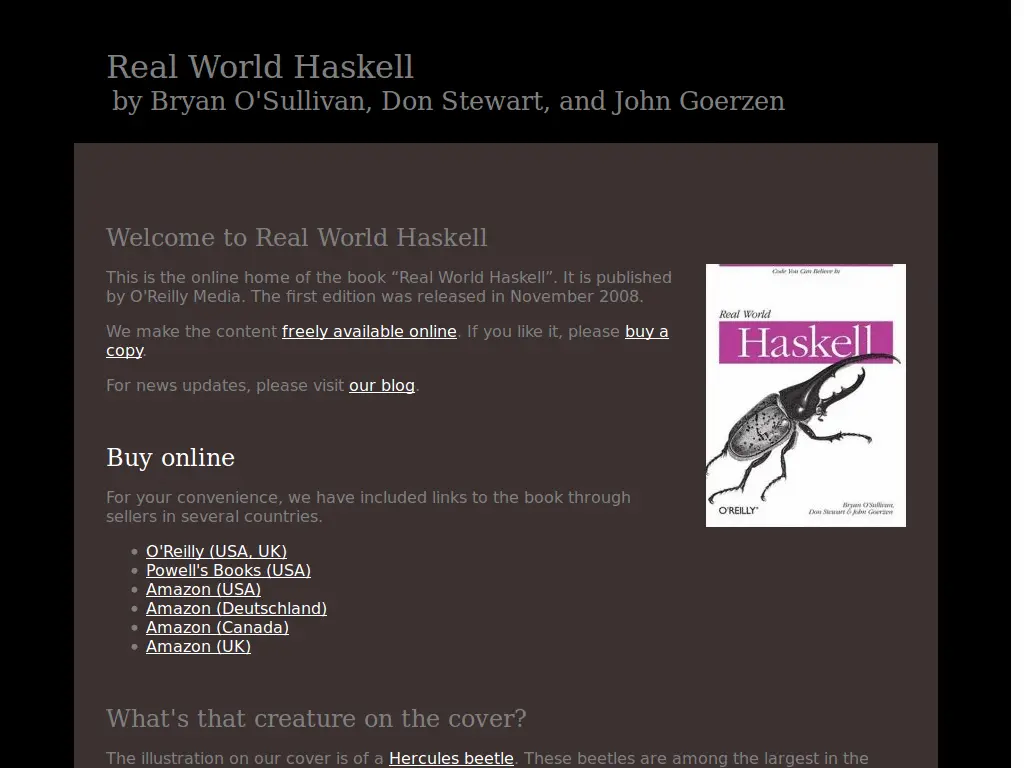 Real World Haskell
by Bryan O'Sullivan, Don Stewart, and John Goerzen
Welcome to Real World Haskell
This is the online home of the book “Real World Haskell”. It is published
by O'Reilly Media. The first edition was released in November 2008.
We make the content freely available online. If you like it, please buy a
copy.
For news updates, please visit our blog.
Code You Can Believe In
Real World
Haskell
O'REILLY
Bryan O'Sullivan,
Don Stewart & John Goerzen
Buy online
For your convenience, we have included links to the book through
sellers in several countries.
• O'Reilly (USA, UK)
• Powell's Books (USA)
• Amazon (USA)
• Amazon (Deutschland)
• Amazon (Canada)
• Amazon (UK)
What's that creature on the cover?
The illustration on our cover is of a Hercules beetle. These beetles are among the largest in the